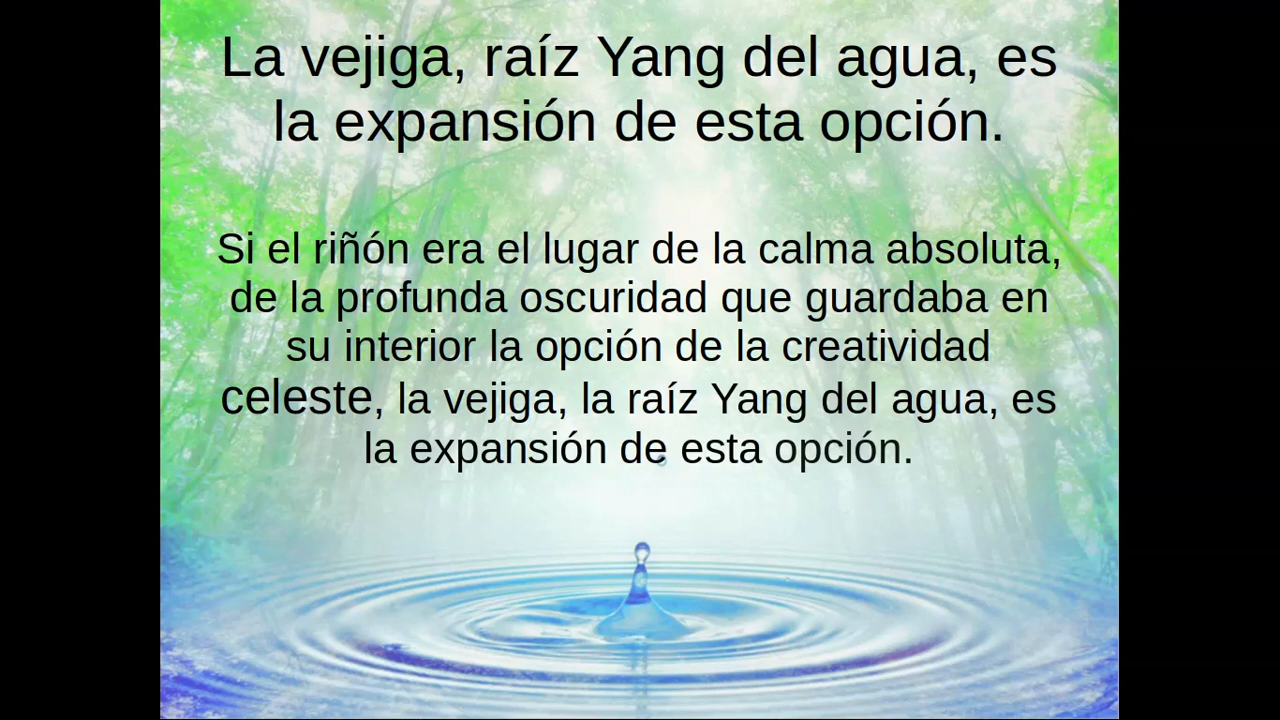 La vejiga, raíz Yang del agua, es
la expansión de esta opción.
Si el riñón era el lugar de la calma absoluta,
de la profunda oscuridad que guardaba en
su interior la opción de la creatividad
celeste, la vejiga, la raíz Yang del agua, es
la expansión de esta opción.